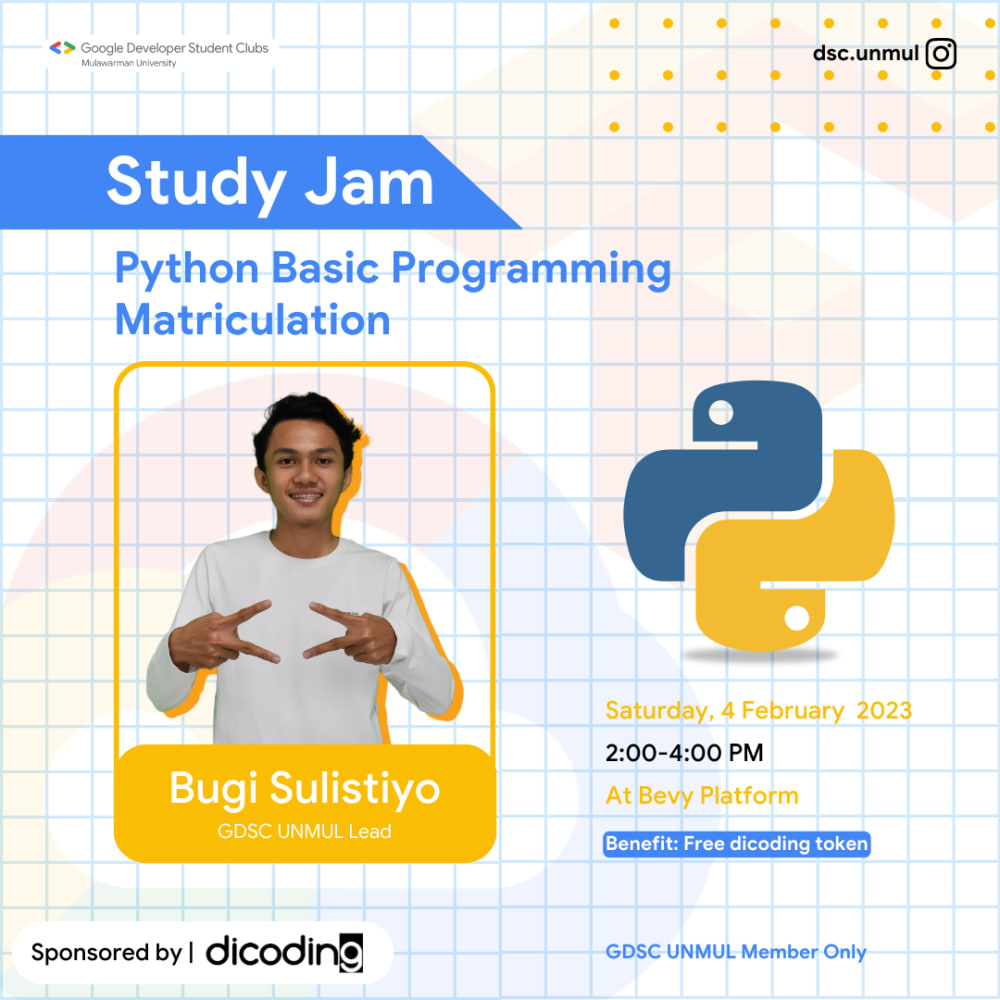 Google Developer Student Clubs
Mulawarman University
dsc.unmul
Study Jam
Python Basic Programming
Matriculation
Bugi Sulistiyo
GDSC UNMUL Lead
Saturday, 4 February 2023
2:00-4:00 PM
At Bevy Platform
Benefit: Free dicoding token
Sponsored by | dicoding
GDSC UNMUL Member Only